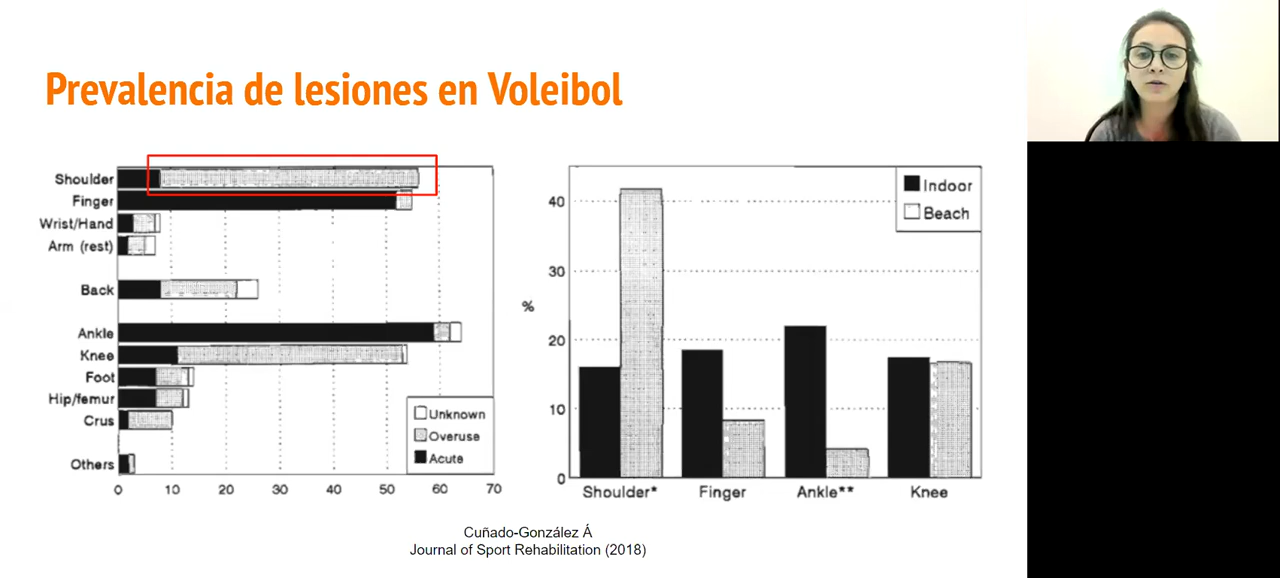 Prevalencia de lesiones en Voleibol
Shoulder
Finger
Wrist/Hand
Arm (rest)
Back
Ankle
Knee
Foot
Hip/femur
Crus
Others
Unknown
Overuse
Acute
0 10 20 30 40 50 60 70
Indoor
Beach
40
30
%
20
10
0
Shoulder* Finger Ankle** Knee
Cuñado-González Á
Journal of Sport Rehabilitation (2018)